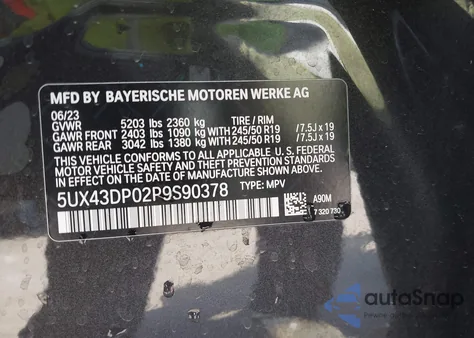 MFD BY BAYERISCHE MOTOREN WERKE AG
06/23 TIRE / RIM
GVWR 5203 lbs 2360 kg
GAWR FRONT 2403 lbs 1090 kg WITH 245/50 R19 / 7.5J x 19
GAWR REAR 3042 lbs 1380 kg WITH 245/50 R19 / 7.5J x 19
THIS VEHICLE CONFORMS TO ALL APPLICABLE U.S. FEDERAL
MOTOR VEHICLE SAFETY AND THEFT PREVENTION STANDARDS
IN EFFECT ON THE DATE OF MANUFACTURE SHOWN ABOVE.
5UX43DP02P9S90378 TYPE: MPV
A90M
7 320 730
autoSnap